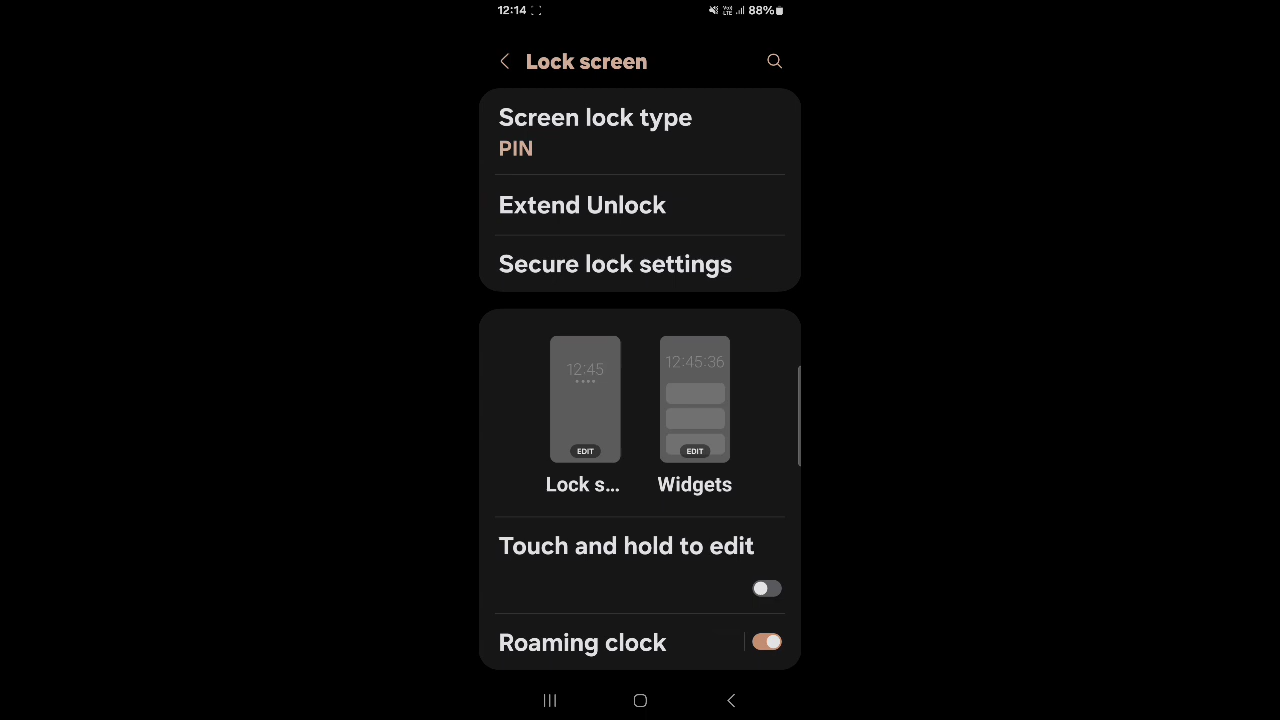 12:14
88%
Lock screen
Screen lock type
PIN
Extend Unlock
Secure lock settings
12:45
12:45:36
EDIT
EDIT
Lock s...
Widgets
Touch and hold to edit
Roaming clock